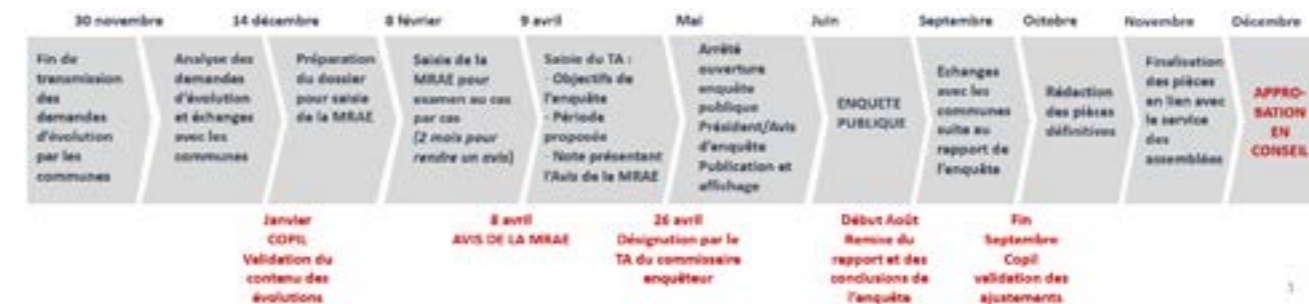 30 novembre
14 décembre
8 février
9 avril
Mai
Juin
Septembre
Octobre
Novembre
Décembre
Fin de
transmission
des
demandes
d'évolution
par les
communes
Analyse des
demandes
d'évolution
et échanges
avec les
communes
Préparation
du dossier
pour saisie
de la MRAE
Saisie de la
MRAE pour
examen au cas
par cas
(2 mois pour
rendre un avis)
Saisie du TA :
- Objectifs de
l'enquête
- Période
proposée
- Note présentant
l'Avis de la MRAE
Arrêté
ouverture
enquête
publique
Président/Avis
d'enquête
Publication et
affichage
ENQUETE
PUBLIQUE
Echanges
avec les
communes
suite au
rapport de
l'enquête
Rédaction
des pièces
définitives
Finalisation
des pièces
en lien avec
le service
des
assemblées
APPRO-
BATION
EN
CONSEIL
Janvier
COPIL
Validation du
contenu des
évolutions
8 avril
AVIS DE LA MRAE
26 avril
Désignation par le
TA du commissaire
enquêteur
Début Août
Remise du
rapport et des
conclusions de
l'enquête
Fin
Septembre
Copil
validation des
ajustements
3